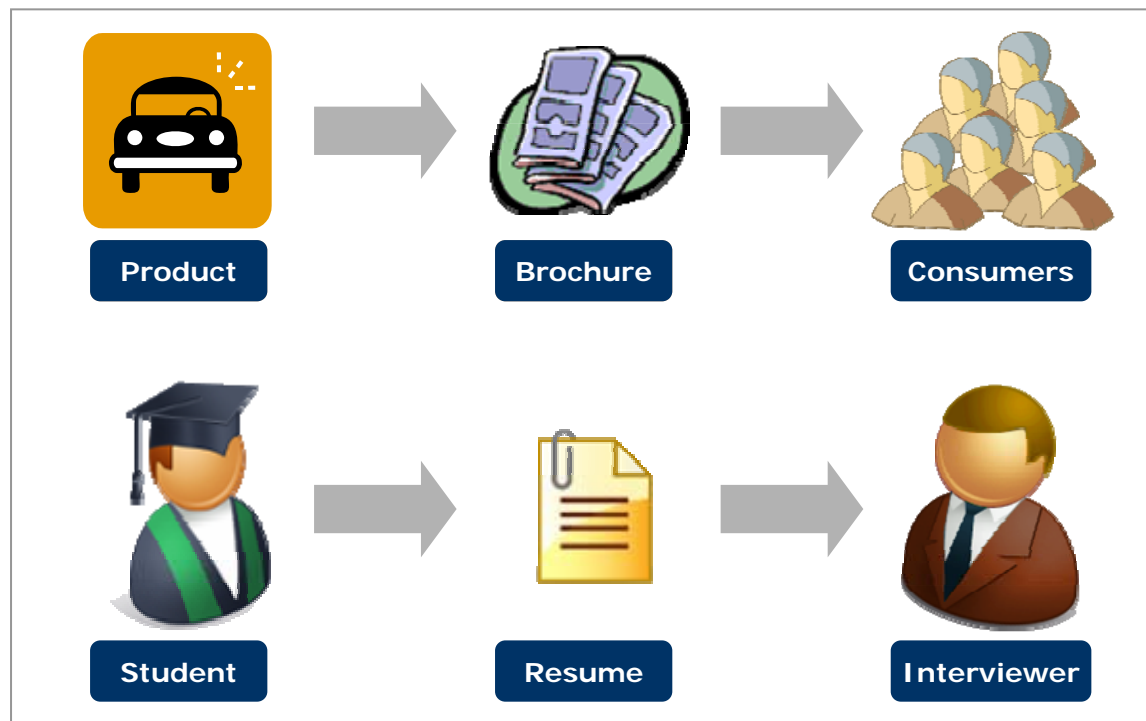 Product
Brochure
Consumers
Student
Resume
Interviewer